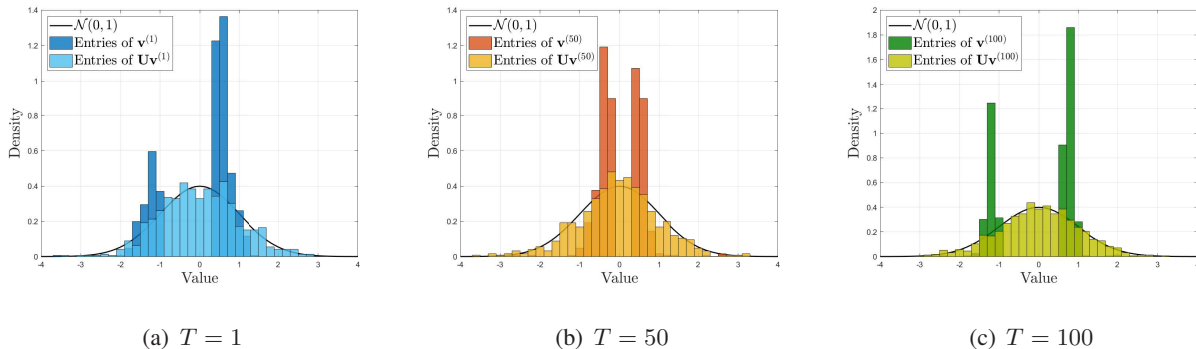 1.4
1.2
1
0.8
0.6
0.4
0.2
0
Density
-4 -3 -2 -1 0 1 2 3 4
Value
𝒩(0, 1)
Entries of v⁽¹⁾
Entries of Uv⁽¹⁾
(a) T = 1
1.4
1.2
1
0.8
0.6
0.4
0.2
0
Density
-4 -3 -2 -1 0 1 2 3 4
Value
𝒩(0, 1)
Entries of v⁽⁵⁰⁾
Entries of Uv⁽⁵⁰⁾
(b) T = 50
2
1.8
1.6
1.4
1.2
1
0.8
0.6
0.4
0.2
0
Density
-4 -3 -2 -1 0 1 2 3 4
Value
𝒩(0, 1)
Entries of v⁽¹⁰⁰⁾
Entries of Uv⁽¹⁰⁰⁾
(c) T = 100